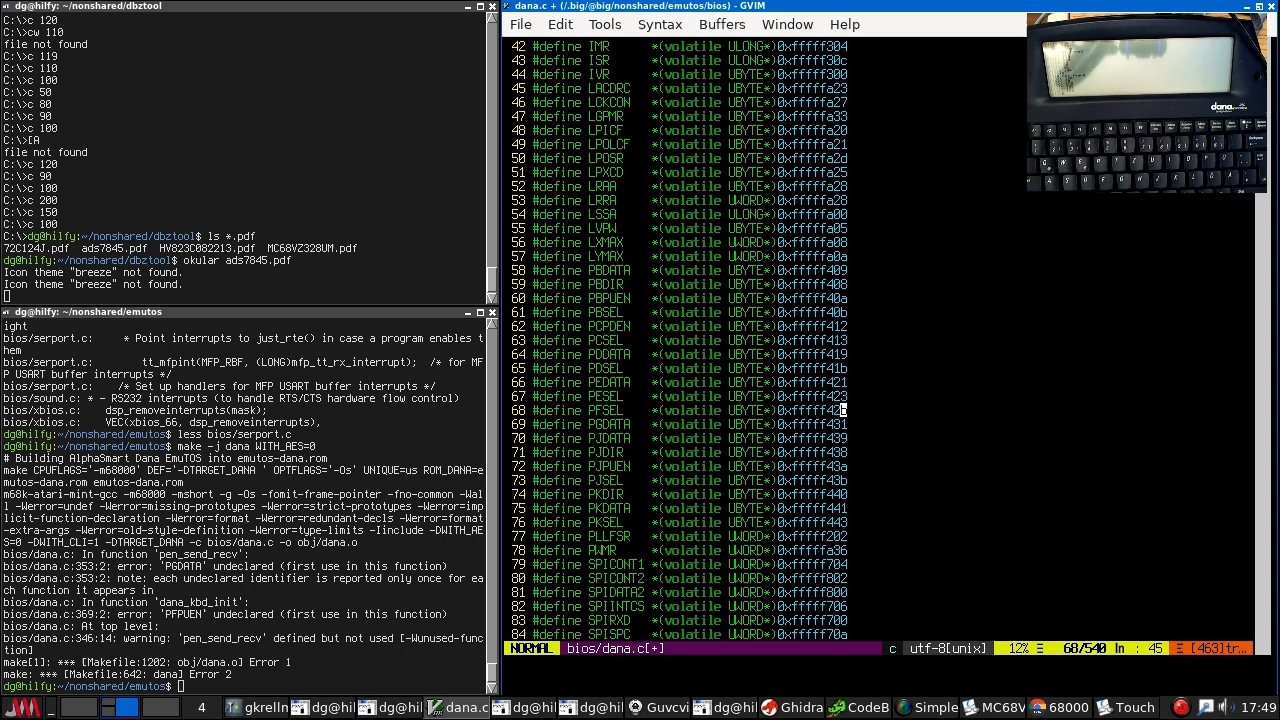 dg@hilfy: ~/nonshared/dbztool
C:\>c 120
C:\>cw 110
file not found
C:\>c 119
C:\>c 110
C:\>c 100
C:\>c 50
C:\>c 80
C:\>c 90
C:\>c 100
C:\>[A
file not found
C:\>c 120
C:\>c 90
C:\>c 100
C:\>c 200
C:\>c 150
C:\>c 100
C:\>dg@hilfy:~/nonshared/dbztool$ ls *.pdf
72C124J.pdf  ads7845.pdf  HV823C082213.pdf  MC68VZ328UM.pdf
dg@hilfy:~/nonshared/dbztool$ okular ads7845.pdf
Icon theme "breeze" not found.
Icon theme "breeze" not found.
dg@hilfy: ~/nonshared/emutos
ight
bios/serport.c:     * Point interrupts to just_rte() in case a program enables t
hem
bios/serport.c:        tt_mfpint(MFP_RBF, (LONG)mfp_tt_rx_interrupt);  /* for MF
P USART buffer interrupts */
bios/serport.c:    /* Set up handlers for MFP USART buffer interrupts */
bios/sound.c: * - RS232 interrupts (to handle RTS/CTS hardware flow control)
bios/xbios.c:    dsp_removeinterrupts(mask);
bios/xbios.c:    VEC(xbios_66, dsp_removeinterrupts),
dg@hilfy:~/nonshared/emutos$ less bios/serport.c
dg@hilfy:~/nonshared/emutos$ make -j dana WITH_AES=0
# Building AlphaSmart Dana EmuTOS into emutos-dana.rom
make CPUFLAGS='-m68000' DEF='-DTARGET_DANA ' OPTFLAGS='-Os' UNIQUE=us ROM_DANA=e
mutos-dana.rom emutos-dana.rom
m68k-atari-mint-gcc -m68000 -mshort -g -Os -fomit-frame-pointer -fno-common -Wal
l -Werror=undef -Werror=missing-prototypes -Werror=strict-prototypes -Werror=imp
licit-function-declaration -Werror=format -Werror=redundant-decls -Werror=format
-extra-args -Werror=old-style-definition -Werror=type-limits -Iinclude -DWITH_AE
S=0 -DWITH_CLI=1 -DTARGET_DANA -c bios/dana.c -o obj/dana.o
bios/dana.c: In function 'pen_send_recv':
bios/dana.c:353:2: error: 'PGDATA' undeclared (first use in this function)
bios/dana.c:353:2: note: each undeclared identifier is reported only once for ea
ch function it appears in
bios/dana.c: In function 'dana_kbd_init':
bios/dana.c:369:2: error: 'PFPUEN' undeclared (first use in this function)
bios/dana.c: At top level:
bios/dana.c:346:14: warning: 'pen_send_recv' defined but not used [-Wunused-func
tion]
make[1]: *** [Makefile:1202: obj/dana.o] Error 1
make: *** [Makefile:642: dana] Error 2
dg@hilfy:~/nonshared/emutos$
dana.c + (/.big/@big/nonshared/emutos/bios) - GVIM
File Edit Tools Syntax Buffers Window Help
42 #define IMR      *(volatile ULONG*)0xfffff304
43 #define ISR      *(volatile ULONG*)0xfffff30c
44 #define IVR      *(volatile UBYTE*)0xfffff300
45 #define LACDRC   *(volatile UBYTE*)0xfffffa23
46 #define LCKCON   *(volatile UBYTE*)0xfffffa27
47 #define LGPMR    *(volatile UBYTE*)0xfffffa33
48 #define LPICF    *(volatile UBYTE*)0xfffffa20
49 #define LPOLCF   *(volatile UBYTE*)0xfffffa21
50 #define LPOSR    *(volatile UBYTE*)0xfffffa2d
51 #define LPXCD    *(volatile UBYTE*)0xfffffa25
52 #define LRAA     *(volatile UBYTE*)0xfffffa28
53 #define LRRA     *(volatile UWORD*)0xfffffa28
54 #define LSSA     *(volatile ULONG*)0xfffffa00
55 #define LVPW     *(volatile UBYTE*)0xfffffa05
56 #define LXMAX    *(volatile UWORD*)0xfffffa08
57 #define LYMAX    *(volatile UWORD*)0xfffffa0a
58 #define PBDATA   *(volatile UBYTE*)0xfffff409
59 #define PBDIR    *(volatile UBYTE*)0xfffff408
60 #define PBPUEN   *(volatile UBYTE*)0xfffff40a
61 #define PBSEL    *(volatile UBYTE*)0xfffff40b
62 #define PCPDEN   *(volatile UBYTE*)0xfffff412
63 #define PCSEL    *(volatile UBYTE*)0xfffff413
64 #define PDDATA   *(volatile UBYTE*)0xfffff419
65 #define PDSEL    *(volatile UBYTE*)0xfffff41b
66 #define PEDATA   *(volatile UBYTE*)0xfffff421
67 #define PESEL    *(volatile UBYTE*)0xfffff423
68 #define PFSEL    *(volatile UBYTE*)0xfffff42
69 #define PGDATA   *(volatile UBYTE*)0xfffff431
70 #define PJDATA   *(volatile UBYTE*)0xfffff439
71 #define PJDIR    *(volatile UBYTE*)0xfffff438
72 #define PJPUEN   *(volatile UBYTE*)0xfffff43a
73 #define PJSEL    *(volatile UBYTE*)0xfffff43b
74 #define PKDIR    *(volatile UBYTE*)0xfffff440
75 #define PKDATA   *(volatile UBYTE*)0xfffff441
76 #define PKSEL    *(volatile UBYTE*)0xfffff443
77 #define PLLFSR   *(volatile UWORD*)0xfffff202
78 #define PWMR     *(volatile UWORD*)0xfffffa36
79 #define SPICONT1 *(volatile UWORD*)0xfffff704
80 #define SPICONT2 *(volatile UWORD*)0xfffff802
81 #define SPIDATA2 *(volatile UWORD*)0xfffff800
82 #define SPIINTCS *(volatile UWORD*)0xfffff706
83 #define SPIRXD   *(volatile UWORD*)0xfffff700
84 #define SPISPC   *(volatile UWORD*)0xfffff70a
NORMAL bios/dana.c[+] c utf-8[unix] 12% Ξ 68/540 ln : 45 Ξ [463]tr…
dana
4 gkrelln dg@hil dg@hil dana.c dg@hil dg@hil Guvcvi dg@hil Ghidra CodeB Simple MC68V 68000 Touch 17:49